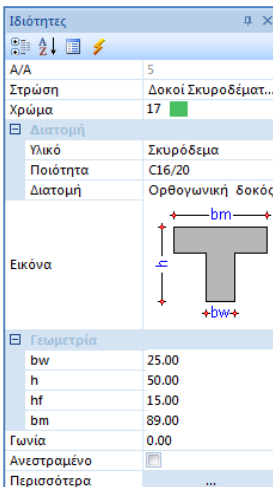 Ιδιότητες
Α/Α 5
Στρώση Δοκοί Σκυροδέματ...
Χρώμα 17
Διατομή
Υλικό Σκυρόδεμα
Ποιότητα C16/20
Διατομή Ορθογωνική δοκός
Εικόνα
bm
h
bw
Γεωμετρία
bw 25.00
h 50.00
hf 15.00
bm 89.00
Γωνία 0.00
Ανεστραμένο
Περισσότερα ...